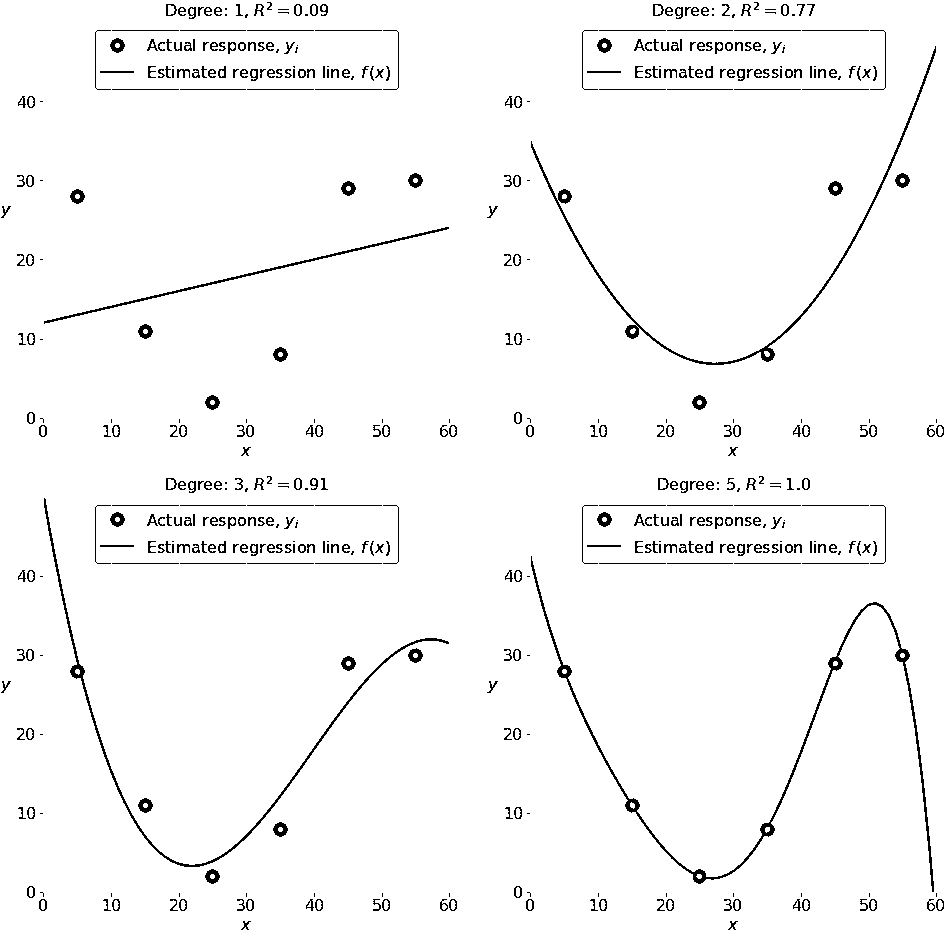 Degree: 1, R² = 0.09
Actual response, yᵢ
Estimated regression line, f(x)
40
30
y
20
10
0
0 10 20 30 40 50 60
x
Degree: 2, R² = 0.77
Actual response, yᵢ
Estimated regression line, f(x)
40
30
y
20
10
0
0 10 20 30 40 50 60
x
Degree: 3, R² = 0.91
Actual response, yᵢ
Estimated regression line, f(x)
40
30
y
20
10
0
0 10 20 30 40 50 60
x
Degree: 5, R² = 1.0
Actual response, yᵢ
Estimated regression line, f(x)
40
30
y
20
10
0
0 10 20 30 40 50 60
x